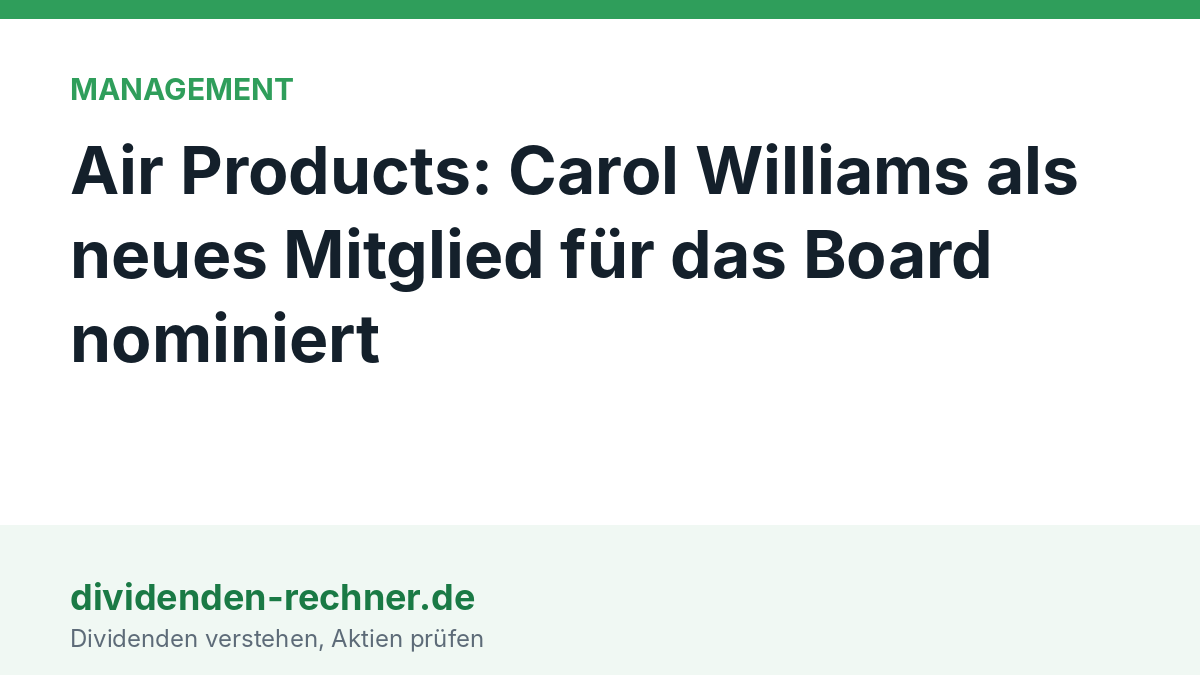 MANAGEMENT
Air Products: Carol Williams als
neues Mitglied für das Board
nominiert
dividenden-rechner.de
Dividenden verstehen, Aktien prüfen